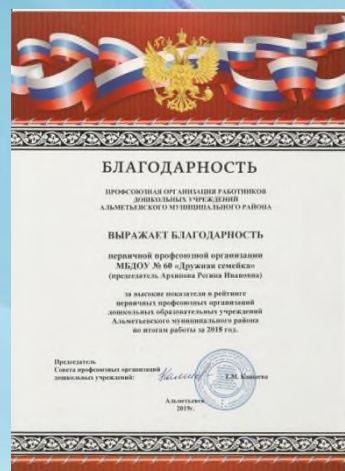 БЛАГОДАРНОСТЬ
ПРОФСОЮЗНАЯ ОРГАНИЗАЦИЯ РАБОТНИКОВ
ДОШКОЛЬНЫХ УЧРЕЖДЕНИЙ
АЛЬМЕТЬЕВСКОГО МУНИЦИПАЛЬНОГО РАЙОНА
ВЫРАЖАЕТ БЛАГОДАРНОСТЬ
первичной профсоюзной организации
МБДОУ № 60 «Дружная семейка»
(председатель Архипова Регина Ивановна)
за высокие показатели в рейтинге
первичных профсоюзных организаций
дошкольных образовательных учреждений
Альметьевского муниципального района
по итогам работы за 2018 год.
Председатель
Совета профсоюзных организаций
дошкольных учреждений: Т.М.
Альметьевск
2019г.